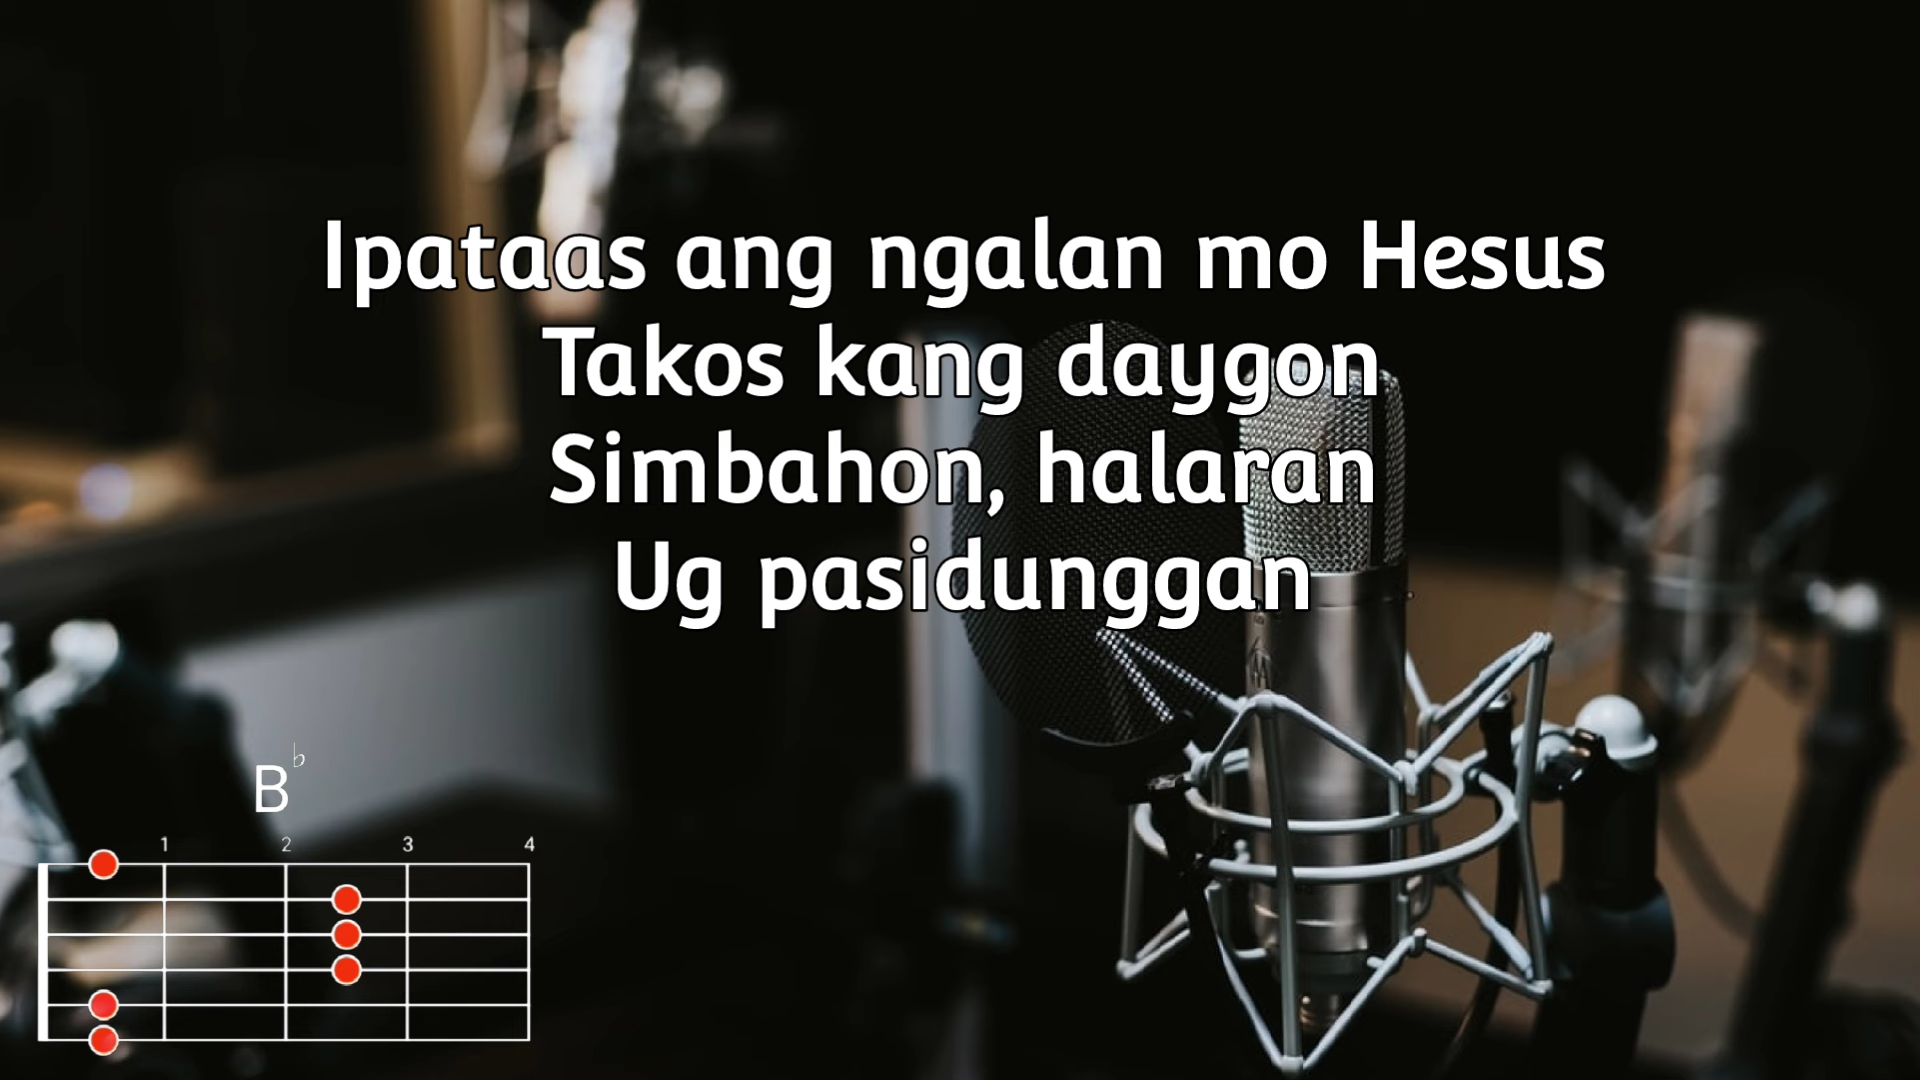 Ipataas ang ngalan mo Hesus
Takos kang daygon
Simbahon, halaran
Ug pasidunggan
B♭
1 2 3 4